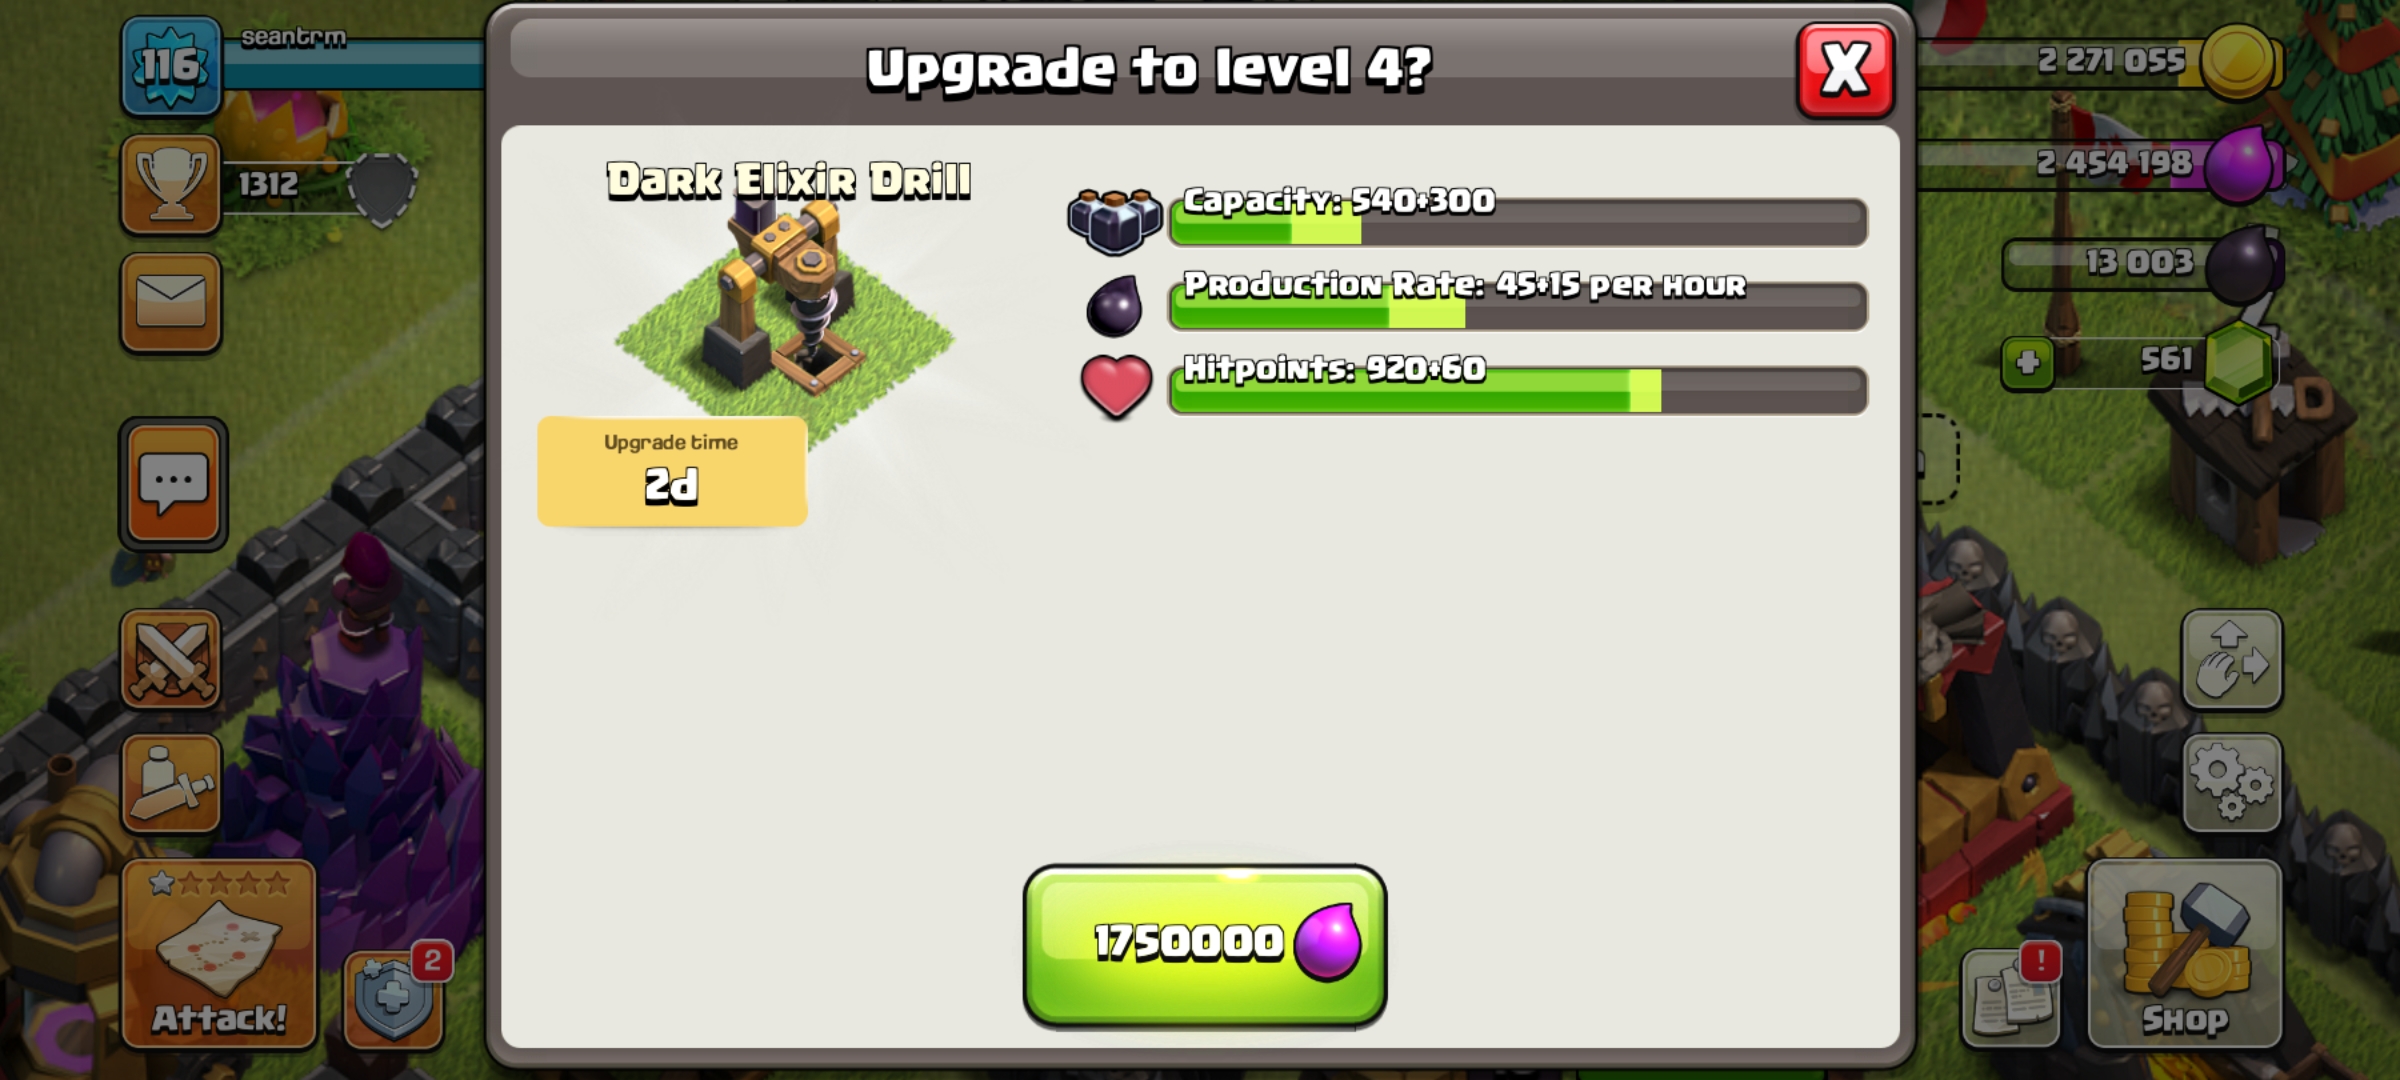 116
seantrm
1312
Upgrade to level 4?
X
2 271 055
2 454 198
13 003
561
Dark Elixir Drill
Capacity: 540+300
Production Rate: 45+15 per hour
Hitpoints: 920+60
Upgrade time
2d
1750000
Attack!
2
!
Shop